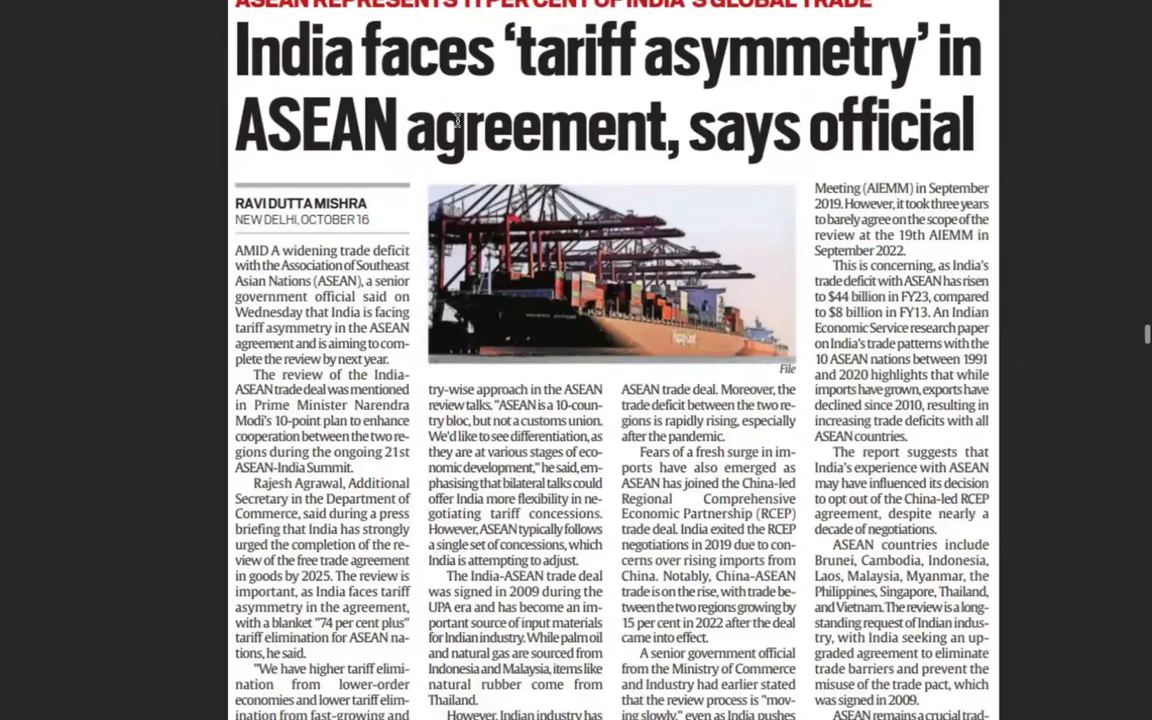 ASEAN REPRESENTS 11 PER CENT OF INDIA'S GLOBAL TRADE
India faces ‘tariff asymmetry’ in
ASEAN agreement, says official
RAVI DUTTA MISHRA
NEW DELHI, OCTOBER 16
AMID A widening trade deficit
with the Association of Southeast
Asian Nations (ASEAN), a senior
government official said on
Wednesday that India is facing
tariff asymmetry in the ASEAN
agreement and is aiming to com-
plete the review by next year.
The review of the India-
ASEAN trade deal was mentioned
in Prime Minister Narendra
Modi's 10-point plan to enhance
cooperation between the two re-
gions during the ongoing 21st
ASEAN-India Summit.
Rajesh Agrawal, Additional
Secretary in the Department of
Commerce, said during a press
briefing that India has strongly
urged the completion of the re-
view of the free trade agreement
in goods by 2025. The review is
important, as India faces tariff
asymmetry in the agreement,
with a blanket "74 per cent plus"
tariff elimination for ASEAN na-
tions, he said.
"We have higher tariff elimi-
nation from lower-order
economies and lower tariff elim-
ination from fast-growing and
File
try-wise approach in the ASEAN
review talks. "ASEAN is a 10-coun-
try bloc, but not a customs union.
We'd like to see differentiation, as
they are at various stages of eco-
nomic development," he said, em-
phasising that bilateral talks could
offer India more flexibility in ne-
gotiating tariff concessions.
However, ASEAN typically follows
a single set of concessions, which
India is attempting to adjust.
The India-ASEAN trade deal
was signed in 2009 during the
UPA era and has become an im-
portant source of input materials
for Indian industry. While palm oil
and natural gas are sourced from
Indonesia and Malaysia, items like
natural rubber come from
Thailand.
However, Indian industry has
ASEAN trade deal. Moreover, the
trade deficit between the two re-
gions is rapidly rising, especially
after the pandemic.
Fears of a fresh surge in im-
ports have also emerged as
ASEAN has joined the China-led
Regional Comprehensive
Economic Partnership (RCEP)
trade deal. India exited the RCEP
negotiations in 2019 due to con-
cerns over rising imports from
China. Notably, China-ASEAN
trade is on the rise, with trade be-
tween the two regions growing by
15 per cent in 2022 after the deal
came into effect.
A senior government official
from the Ministry of Commerce
and Industry had earlier stated
that the review process is "mov-
ing slowly," even as India pushes
Meeting (AIEMM) in September
2019. However, it took three years
to barely agree on the scope of the
review at the 19th AIEMM in
September 2022.
This is concerning, as India's
trade deficit with ASEAN has risen
to $44 billion in FY23, compared
to $8 billion in FY13. An Indian
Economic Service research paper
on India's trade patterns with the
10 ASEAN nations between 1991
and 2020 highlights that while
imports have grown, exports have
declined since 2010, resulting in
increasing trade deficits with all
ASEAN countries.
The report suggests that
India's experience with ASEAN
may have influenced its decision
to opt out of the China-led RCEP
agreement, despite nearly a
decade of negotiations.
ASEAN countries include
Brunei, Cambodia, Indonesia,
Laos, Malaysia, Myanmar, the
Philippines, Singapore, Thailand,
and Vietnam. The review is a long-
standing request of Indian indus-
try, with India seeking an up-
graded agreement to eliminate
trade barriers and prevent the
misuse of the trade pact, which
was signed in 2009.
ASEAN remains a crucial trad-